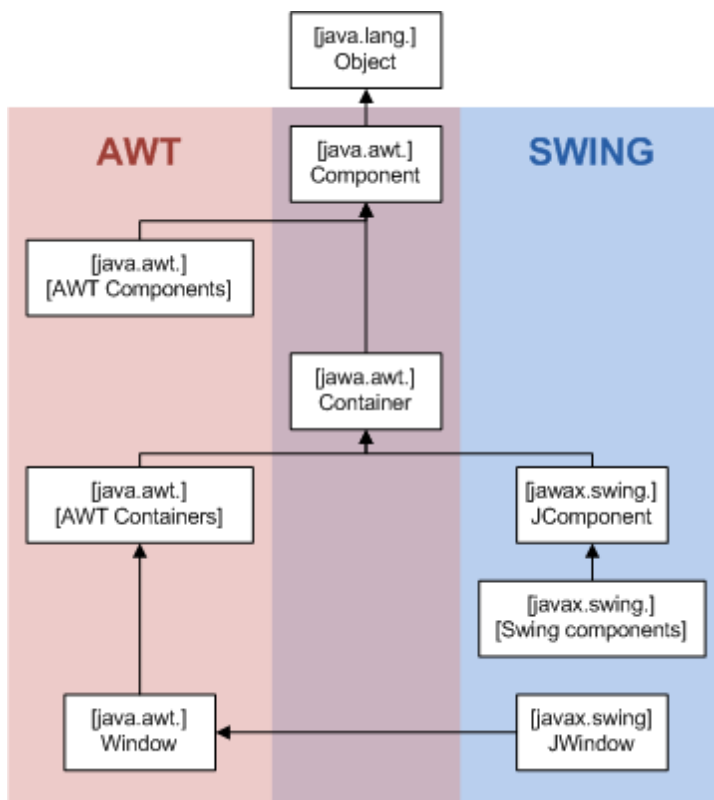 [java.lang.]
Object
AWT
[java.awt.]
Component
SWING
[java.awt.]
[AWT Components]
[jawa.awt.]
Container
[java.awt.]
[AWT Containers]
[jawax.swing.]
JComponent
[javax.swing.]
[Swing components]
[java.awt.]
Window
[javax.swing]
JWindow